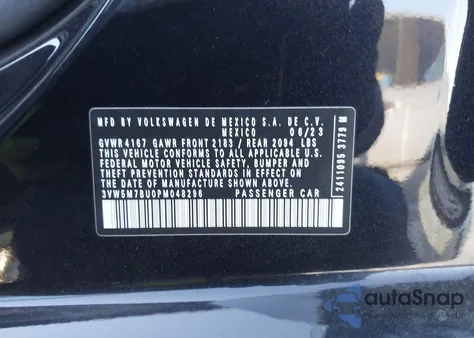 MFD BY VOLKSWAGEN DE MEXICO S.A. DE C.V.
MEXICO 06/23
GVWR 4167 GAWR FRONT 2183 / REAR 2094 LBS
THIS VEHICLE CONFORMS TO ALL APPLICABLE U.S.
FEDERAL MOTOR VEHICLE SAFETY, BUMPER AND
THEFT PREVENTION STANDARDS IN EFFECT ON
THE DATE OF MANUFACTURE SHOWN ABOVE.
3VW5M7BU0PM048296 PASSENGER CAR
2411095 3779 M
autoSnap